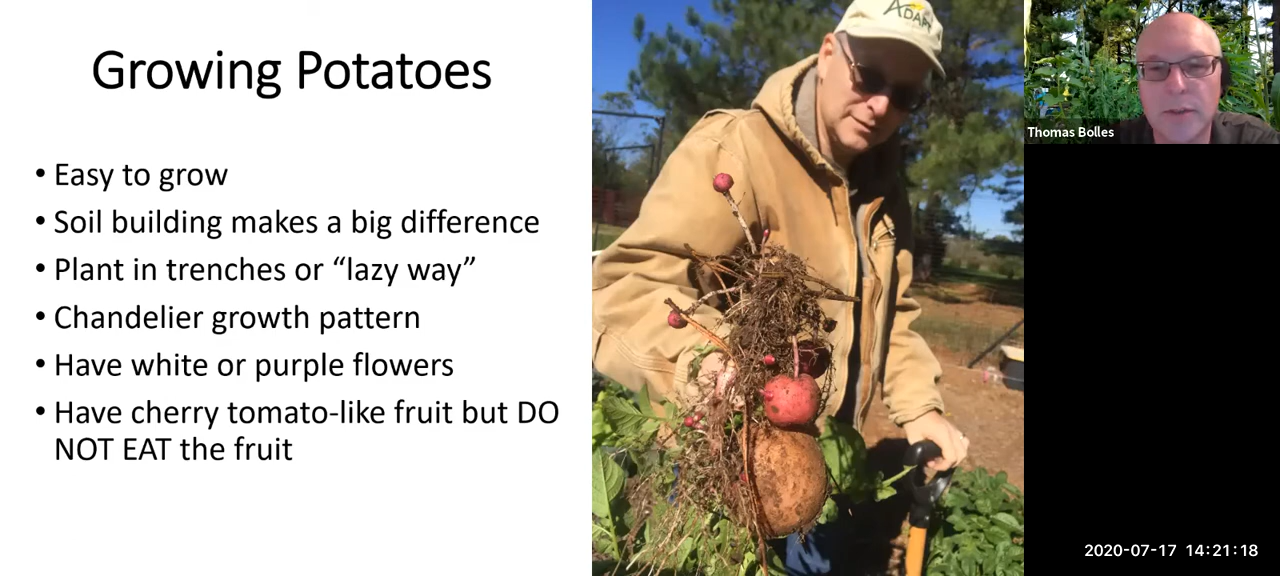 Growing Potatoes
• Easy to grow
• Soil building makes a big difference
• Plant in trenches or “lazy way”
• Chandelier growth pattern
• Have white or purple flowers
• Have cherry tomato-like fruit but DO
NOT EAT the fruit
ADAPT
Thomas Bolles
2020-07-17 14:21:18